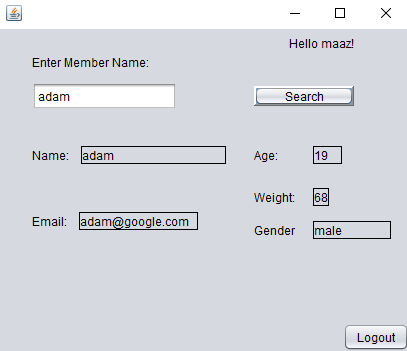 Hello maaz!
Enter Member Name:
adam Search
Name: adam Age: 19
Weight: 68
Email: adam@google.com
Gender male
Logout